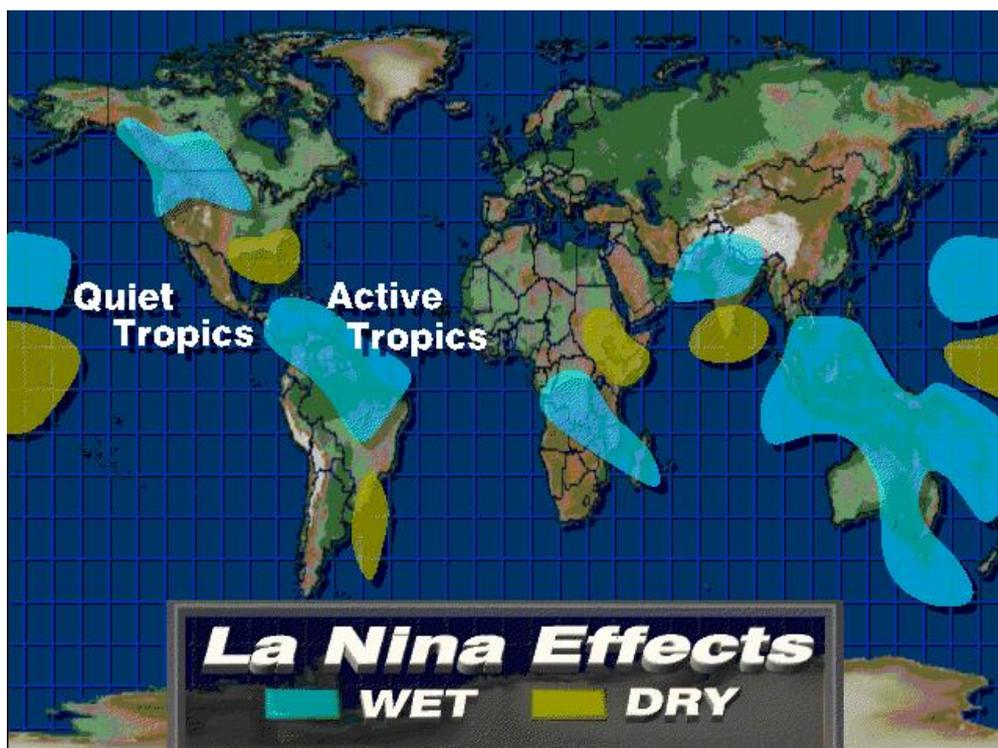 Quiet
Tropics
Active
Tropics
La Nina Effects
WET
DRY